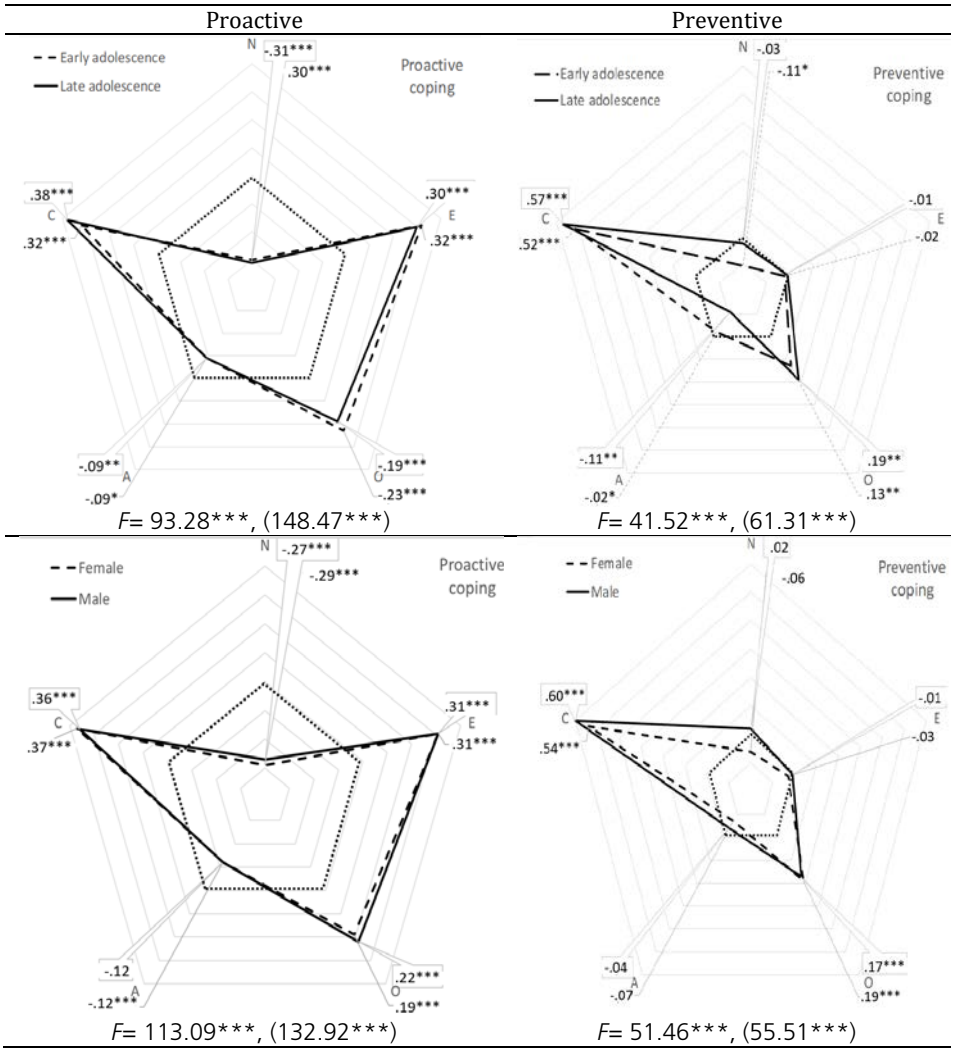 Proactive
Preventive
Early adolescence
Late adolescence
N
-.31***
.30***
Proactive
coping
.38***
C
.32***
.30***
E
.32***
-.09**
A
-.09*
-.19***
O
-.23***
F= 93.28***, (148.47***)
Early adolescence
Late adolescence
N
-.03
-.11*
Preventive
coping
.57***
C
.52***
-.01
E
-.02
-.11**
A
-.02*
.19**
O
.13**
F= 41.52***, (61.31***)
Female
Male
N
-.27***
-.29***
Proactive
coping
.36***
C
.37***
.31***
E
.31***
-.12
A
-.12***
.22***
O
.19***
F= 113.09***, (132.92***)
Female
Male
N
.02
-.06
Preventive
coping
.60***
C
.54***
-.01
E
-.03
-.04
A
-.07
.17***
O
.19***
F= 51.46***, (55.51***)